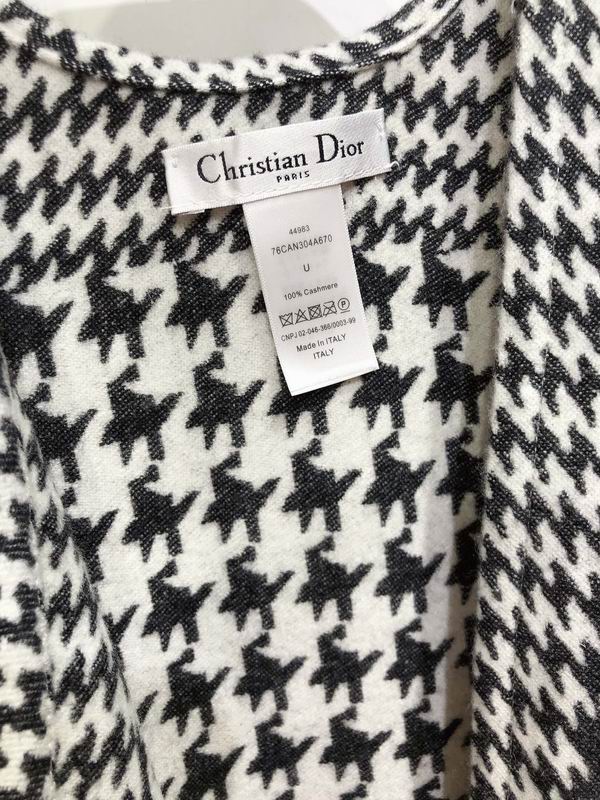 Christian Dior
PARIS
44963
76CAN304A670
U
100% Cashmere
P
CNPJ 02-046-366/0003-99
Made In ITALY
ITALY